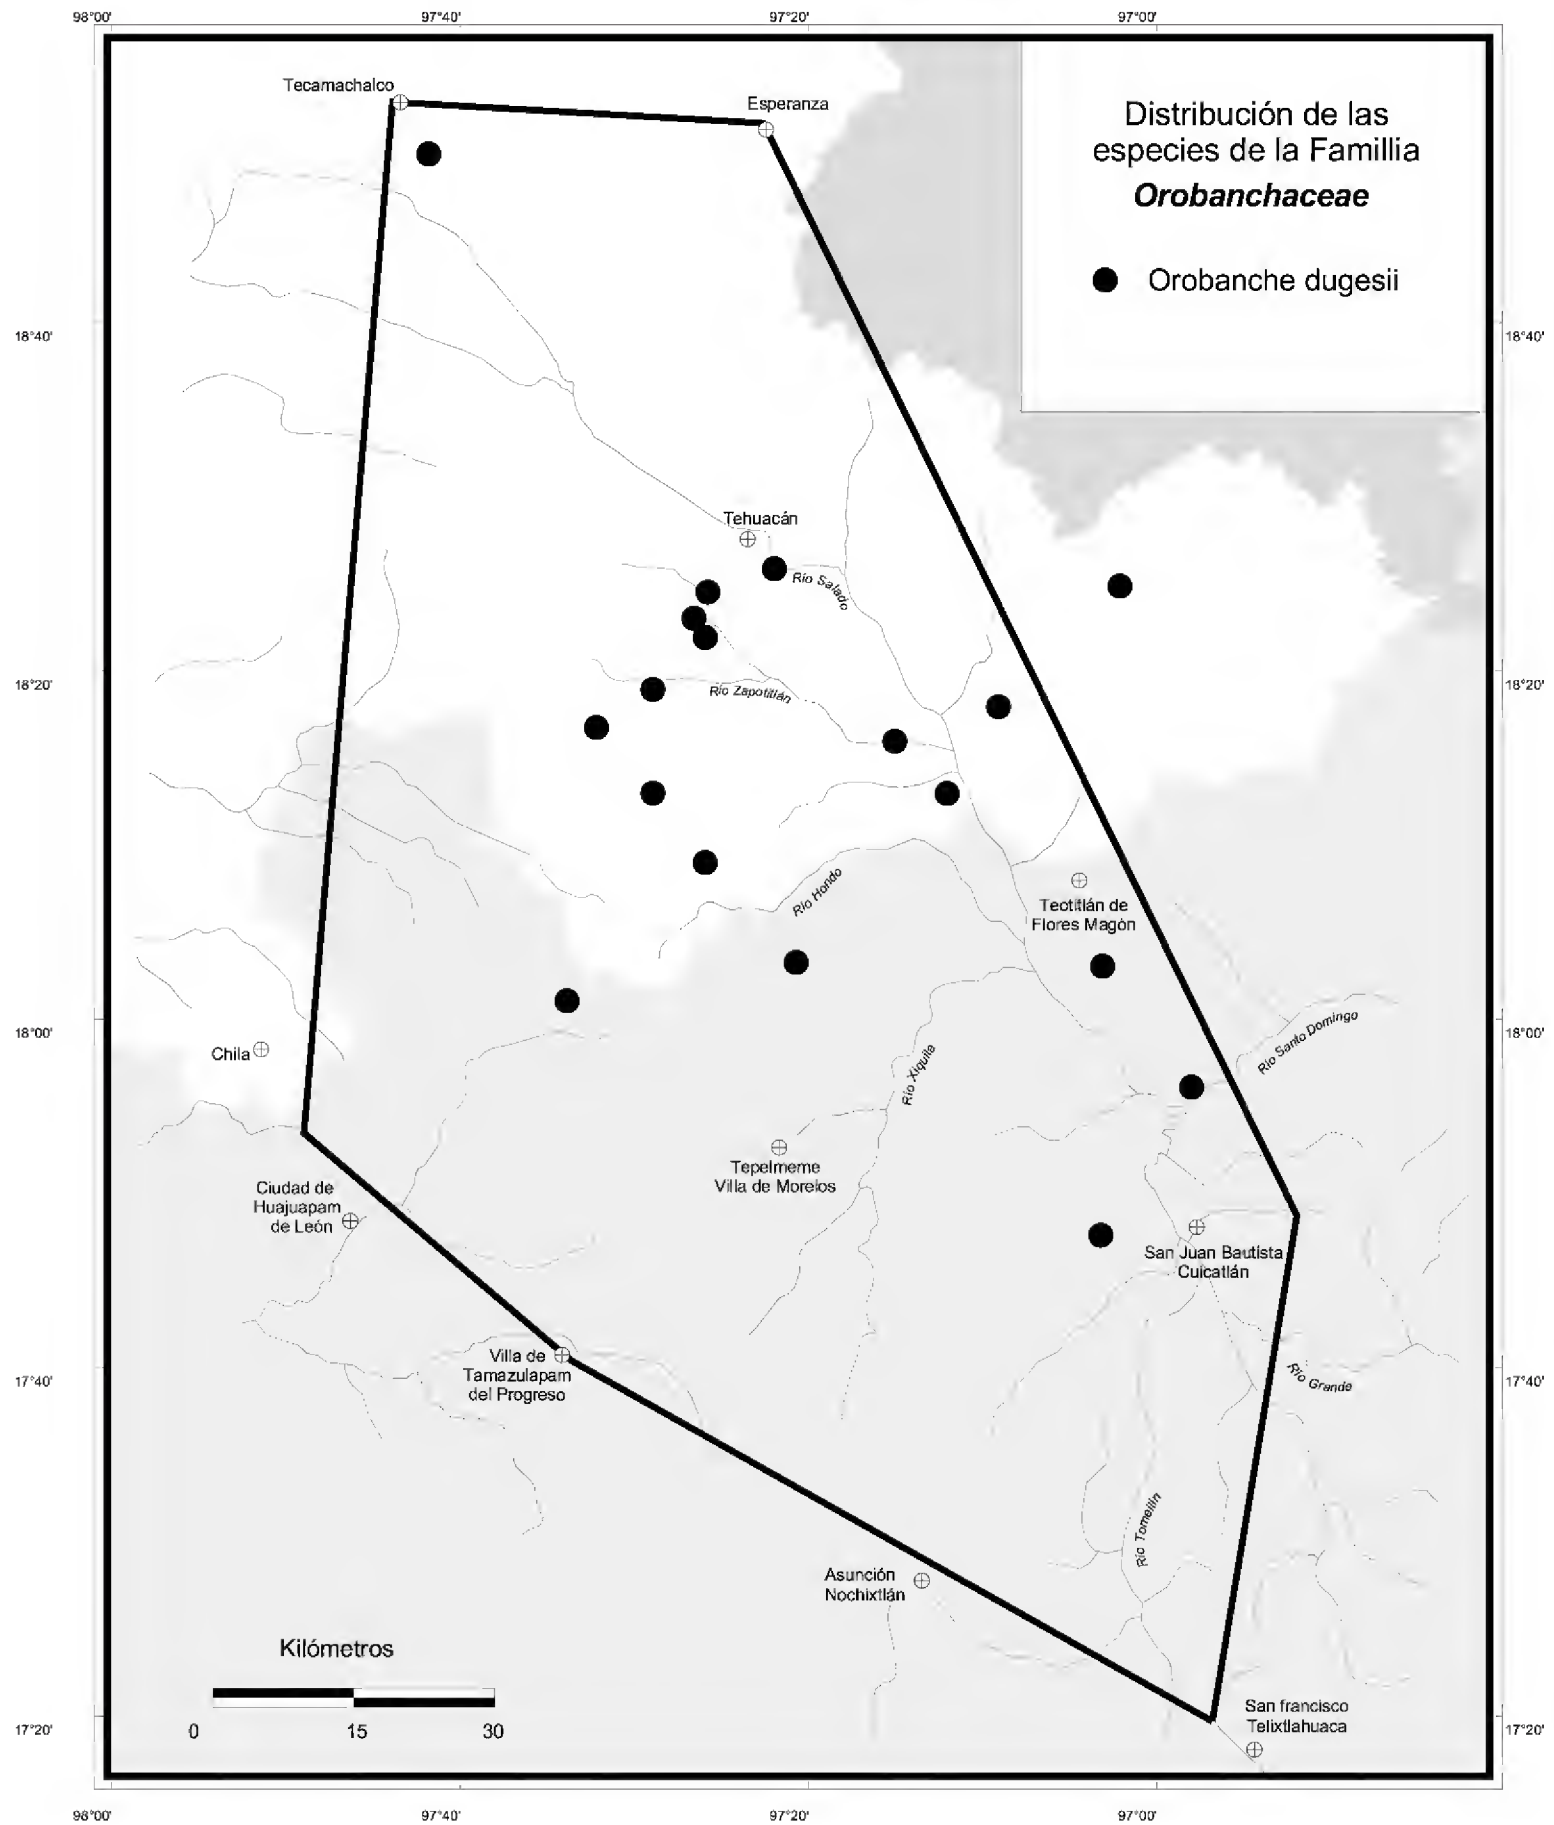 98°00'
97°40'
97°20'
97°00'
Tecamachalco
Esperanza
Distribución de las
especies de la Famillia
Orobanchaceae
Orobanche dugesii
18°40'
18°40'
Tehuacán
Río Salado
18°20'
Río Zapotitlán
18°20'
Río Hondo
Teotitlán de
Flores Magón
18°00'
Chila
Río Xiquila
Río Santo Domingo
18°00'
Tepelmeme
Villa de Morelos
Ciudad de
Huajuapam
de León
San Juan Bautista
Cuicatlán
Villa de
Tamazulapam
del Progreso
17°40'
Río Grande
17°40'
Río Tomellín
Asunción
Nochixtlán
Kilómetros
0 15 30
San francisco
Telixtlahuaca
17°20'
17°20'
98°00'
97°40'
97°20'
97°00'